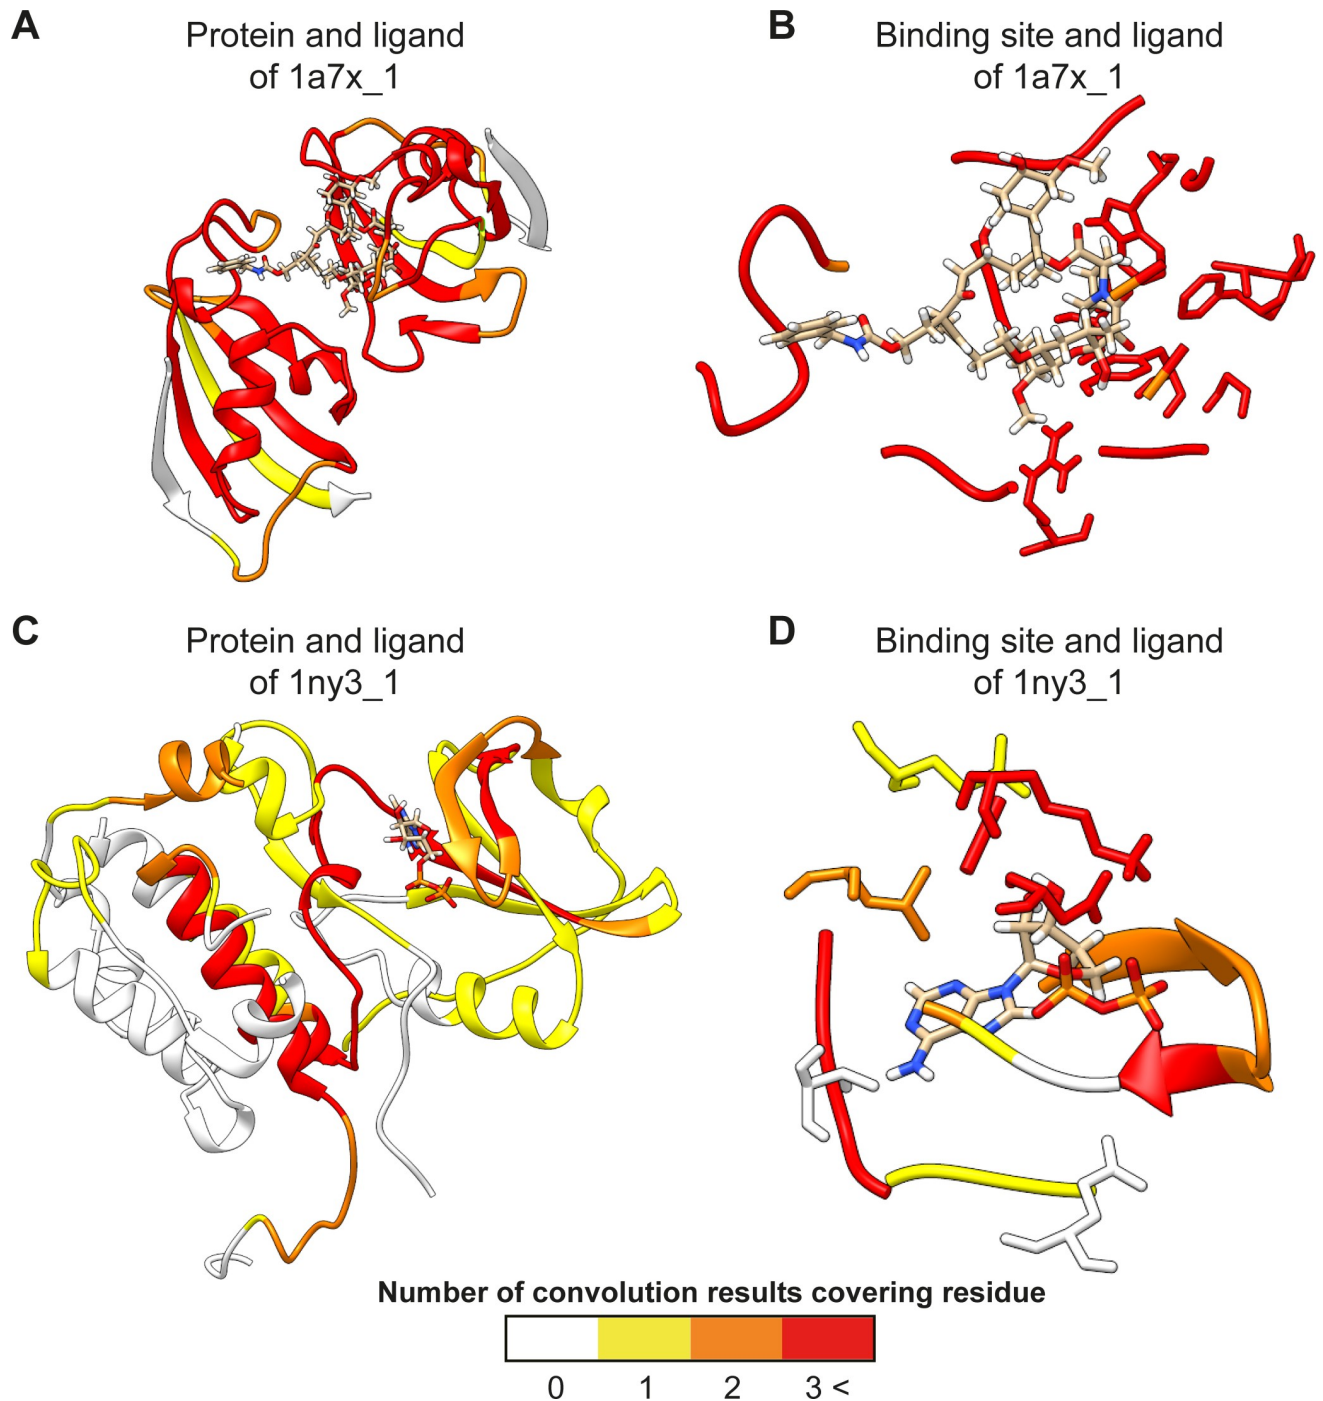 A
Protein and ligand
of 1a7x_1
B
Binding site and ligand
of 1a7x_1
C
Protein and ligand
of 1ny3_1
D
Binding site and ligand
of 1ny3_1
Number of convolution results covering residue
0 1 2 3 <